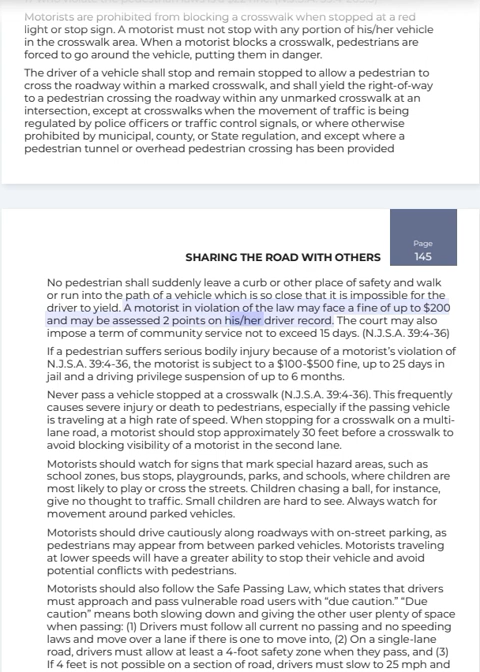 Motorists are prohibited from blocking a crosswalk when stopped at a red
light or stop sign. A motorist must not stop with any portion of his/her vehicle
in the crosswalk area. When a motorist blocks a crosswalk, pedestrians are
forced to go around the vehicle, putting them in danger.
The driver of a vehicle shall stop and remain stopped to allow a pedestrian to
cross the roadway within a marked crosswalk, and shall yield the right-of-way
to a pedestrian crossing the roadway within any unmarked crosswalk at an
intersection, except at crosswalks when the movement of traffic is being
regulated by police officers or traffic control signals, or where otherwise
prohibited by municipal, county, or State regulation, and except where a
pedestrian tunnel or overhead pedestrian crossing has been provided
Page
SHARING THE ROAD WITH OTHERS
145
No pedestrian shall suddenly leave a curb or other place of safety and walk
or run into the path of a vehicle which is so close that it is impossible for the
driver to yield. A motorist in violation of the law may face a fine of up to $200
and may be assessed 2 points on his/her driver record. The court may also
impose a term of community service not to exceed 15 days. (N.J.S.A. 39:4-36)
If a pedestrian suffers serious bodily injury because of a motorist's violation of
N.J.S.A. 39:4-36, the motorist is subject to a $100-$500 fine, up to 25 days in
jail and a driving privilege suspension of up to 6 months.
Never pass a vehicle stopped at a crosswalk (N.J.S.A. 39:4-36). This frequently
causes severe injury or death to pedestrians, especially if the passing vehicle
is traveling at a high rate of speed. When stopping for a crosswalk on a multi-
lane road, a motorist should stop approximately 30 feet before a crosswalk to
avoid blocking visibility of a motorist in the second lane.
Motorists should watch for signs that mark special hazard areas, such as
school zones, bus stops, playgrounds, parks, and schools, where children are
most likely to play or cross the streets. Children chasing a ball, for instance,
give no thought to traffic. Small children are hard to see. Always watch for
movement around parked vehicles.
Motorists should drive cautiously along roadways with on-street parking, as
pedestrians may appear from between parked vehicles. Motorists traveling
at lower speeds will have a greater ability to stop their vehicle and avoid
potential conflicts with pedestrians.
Motorists should also follow the Safe Passing Law, which states that drivers
must approach and pass vulnerable road users with “due caution.” “Due
caution” means both slowing down and giving the other user plenty of space
when passing: (1) Drivers must follow all current no passing and no speeding
laws and move over a lane if there is one to move into, (2) On a single-lane
road, drivers must allow at least a 4-foot safety zone when they pass, and (3)
If 4 feet is not possible on a section of road, drivers must slow to 25 mph and